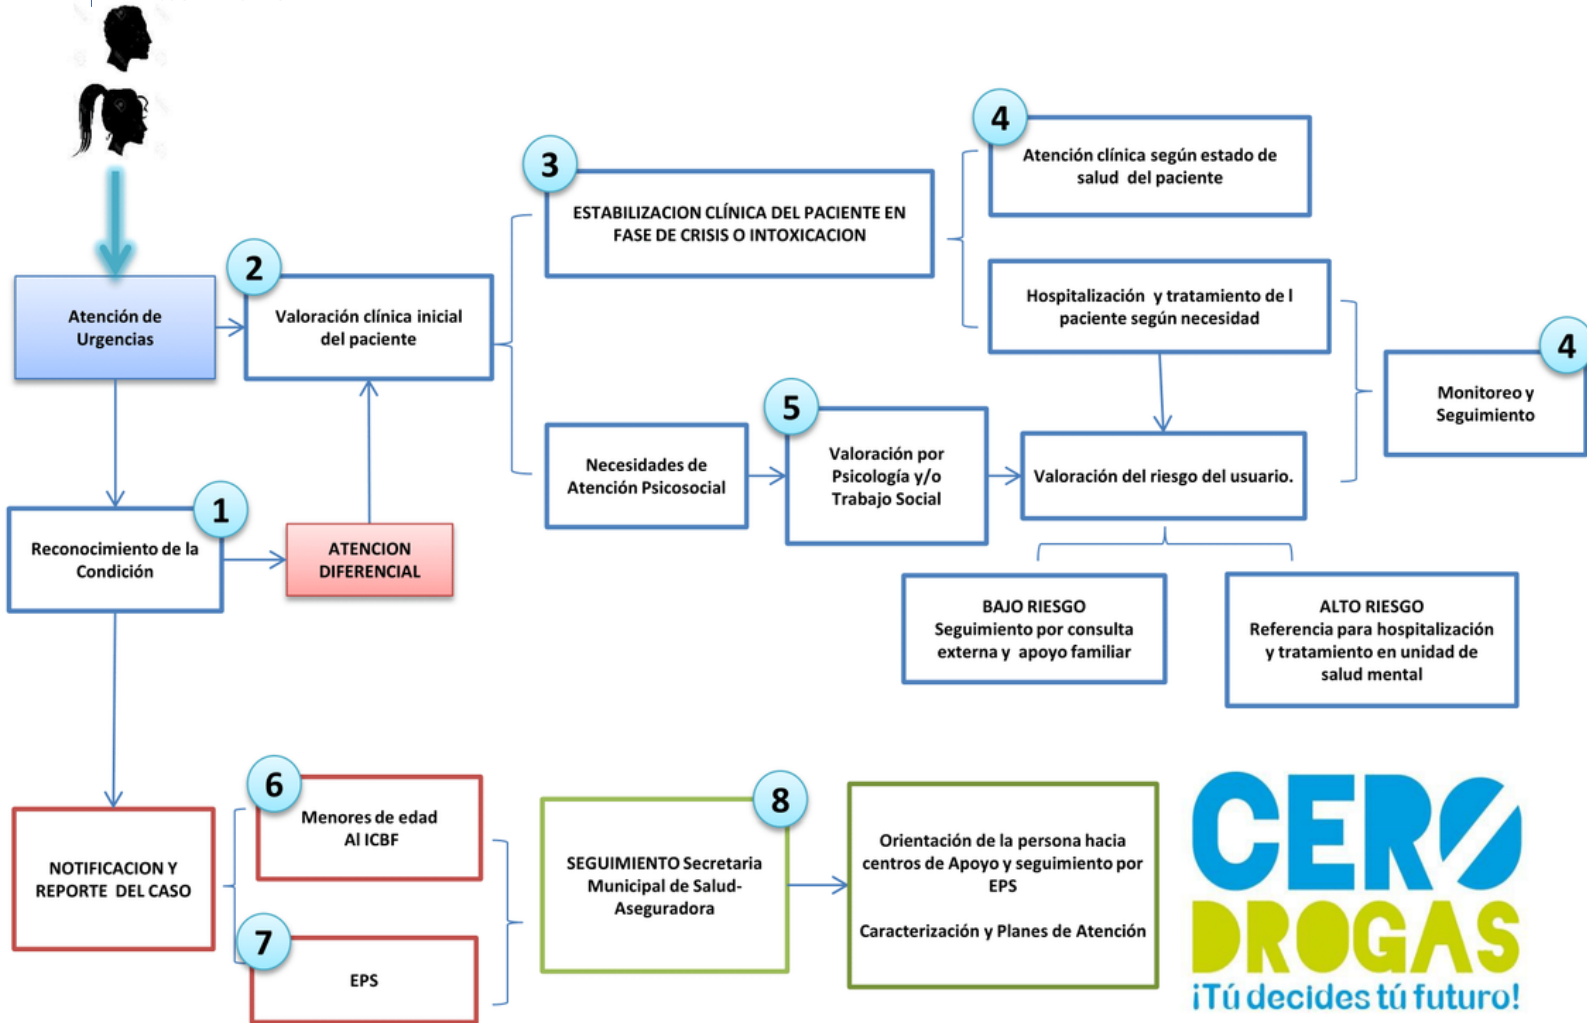 4
Atención clínica según estado de
salud  del paciente
3
ESTABILIZACION CLÍNICA DEL PACIENTE EN
FASE DE CRISIS O INTOXICACION
2
Atención de
Urgencias
Valoración clínica inicial
del paciente
Hospitalización  y tratamiento de l
paciente según necesidad
4
Monitoreo y
Seguimiento
5
Necesidades de
Atención Psicosocial
Valoración por
Psicología y/o
Trabajo Social
Valoración del riesgo del usuario.
1
Reconocimiento de la
Condición
ATENCION
DIFERENCIAL
BAJO RIESGO
Seguimiento por consulta
externa y  apoyo familiar
ALTO RIESGO
Referencia para hospitalización
y tratamiento en unidad de
salud mental
NOTIFICACION Y
REPORTE  DEL CASO
6
Menores de edad
Al ICBF
7
EPS
8
SEGUIMIENTO Secretaria
Municipal de Salud-
Aseguradora
Orientación de la persona hacia
centros de Apoyo y seguimiento por
EPS
Caracterización y Planes de Atención
CERO
DROGAS
¡Tú decides tú futuro!